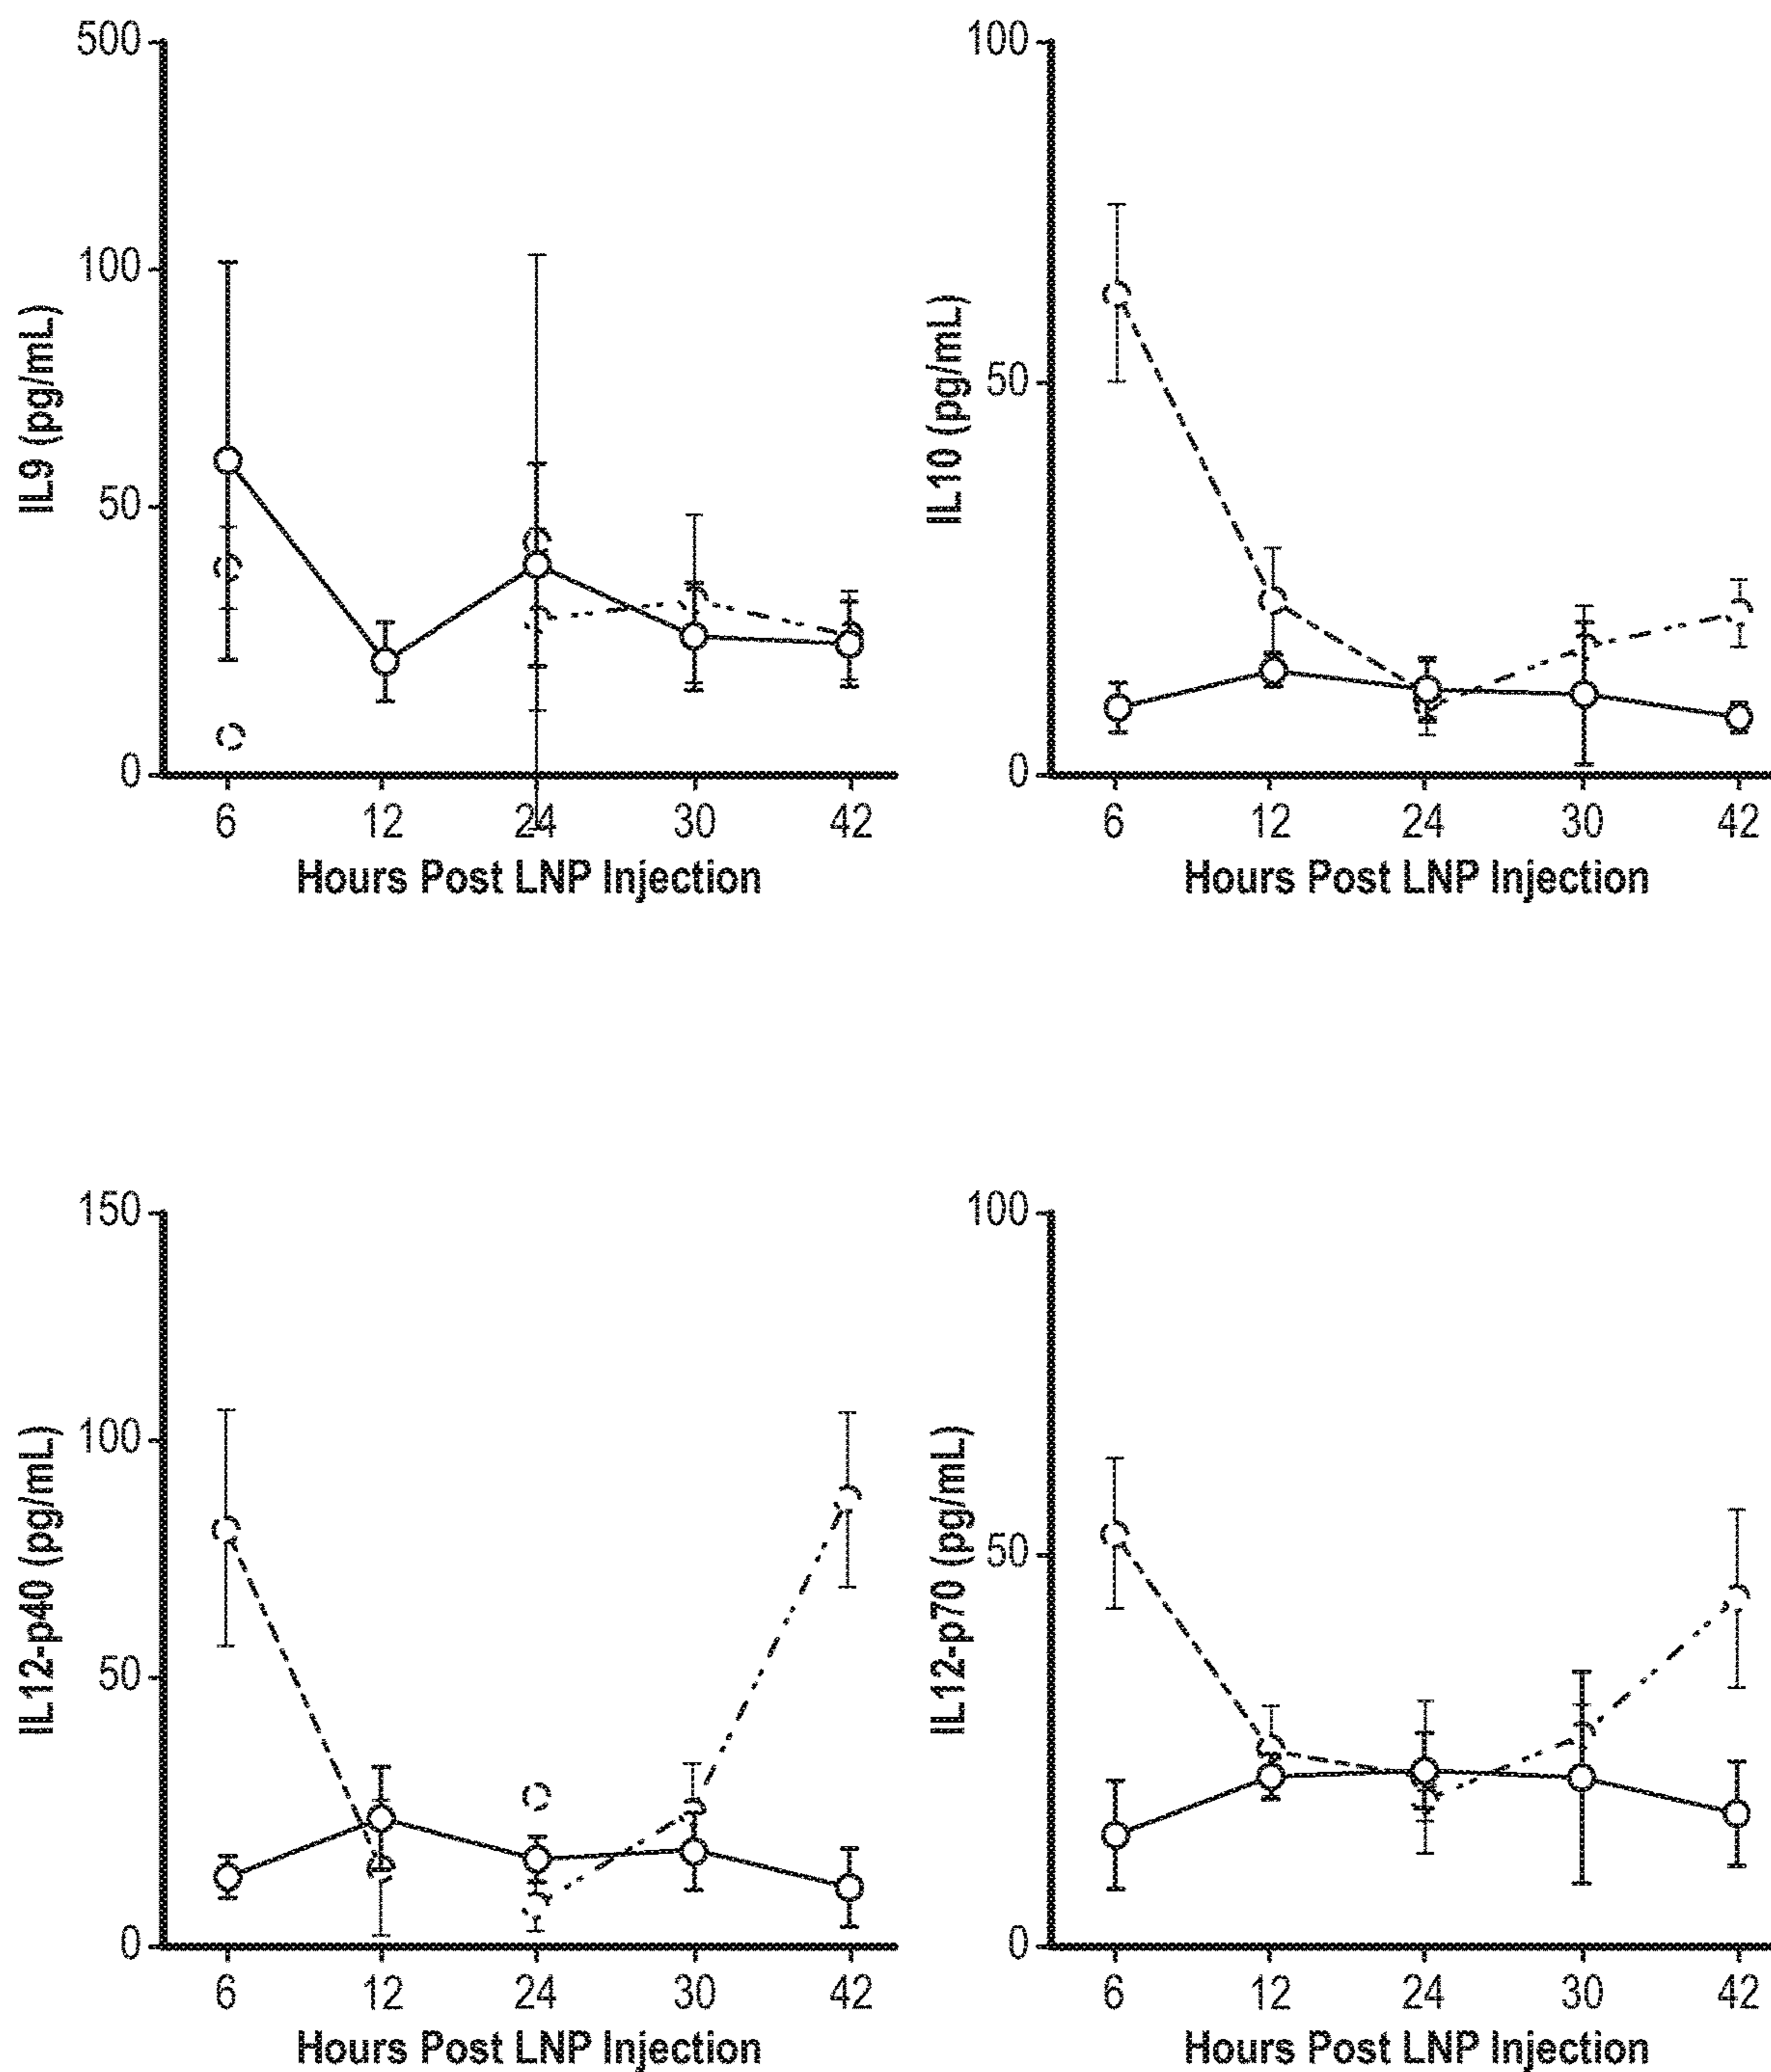 IL9 (pg/mL)
500
100
50
0
6 12 24 30 42
Hours Post LNP Injection
IL10 (pg/mL)
100
50
0
6 12 24 30 42
Hours Post LNP Injection
IL12-p40 (pg/mL)
150
100
50
0
6 12 24 30 42
Hours Post LNP Injection
IL12-p70 (pg/mL)
100
50
0
6 12 24 30 42
Hours Post LNP Injection